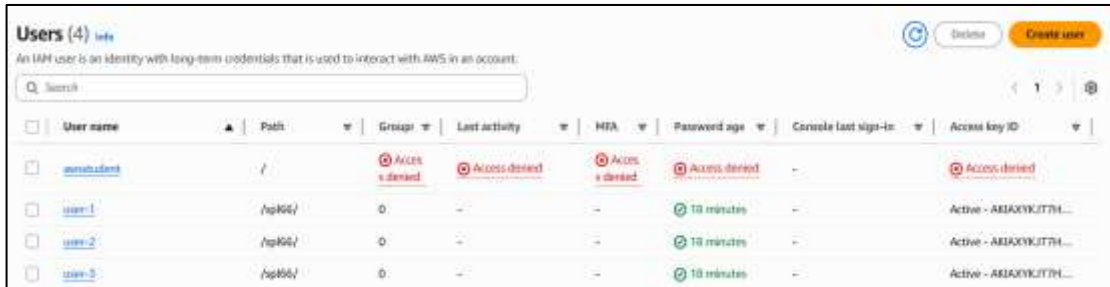 Users (4) Info
Delete
Create user
An IAM user is an identity with long-term credentials that is used to interact with AWS in an account.
Search
1
User name Path Group: Last activity MFA Password age Console last sign-in Access key ID
awsstudent / Access denied Access denied Access denied Access denied - Access denied
user-1 /spl66/ 0 - - 18 minutes - Active - AKIAXYKJT7H...
user-2 /spl66/ 0 - - 18 minutes - Active - AKIAXYKJT7H...
user-3 /spl66/ 0 - - 18 minutes - Active - AKIAXYKJT7H...